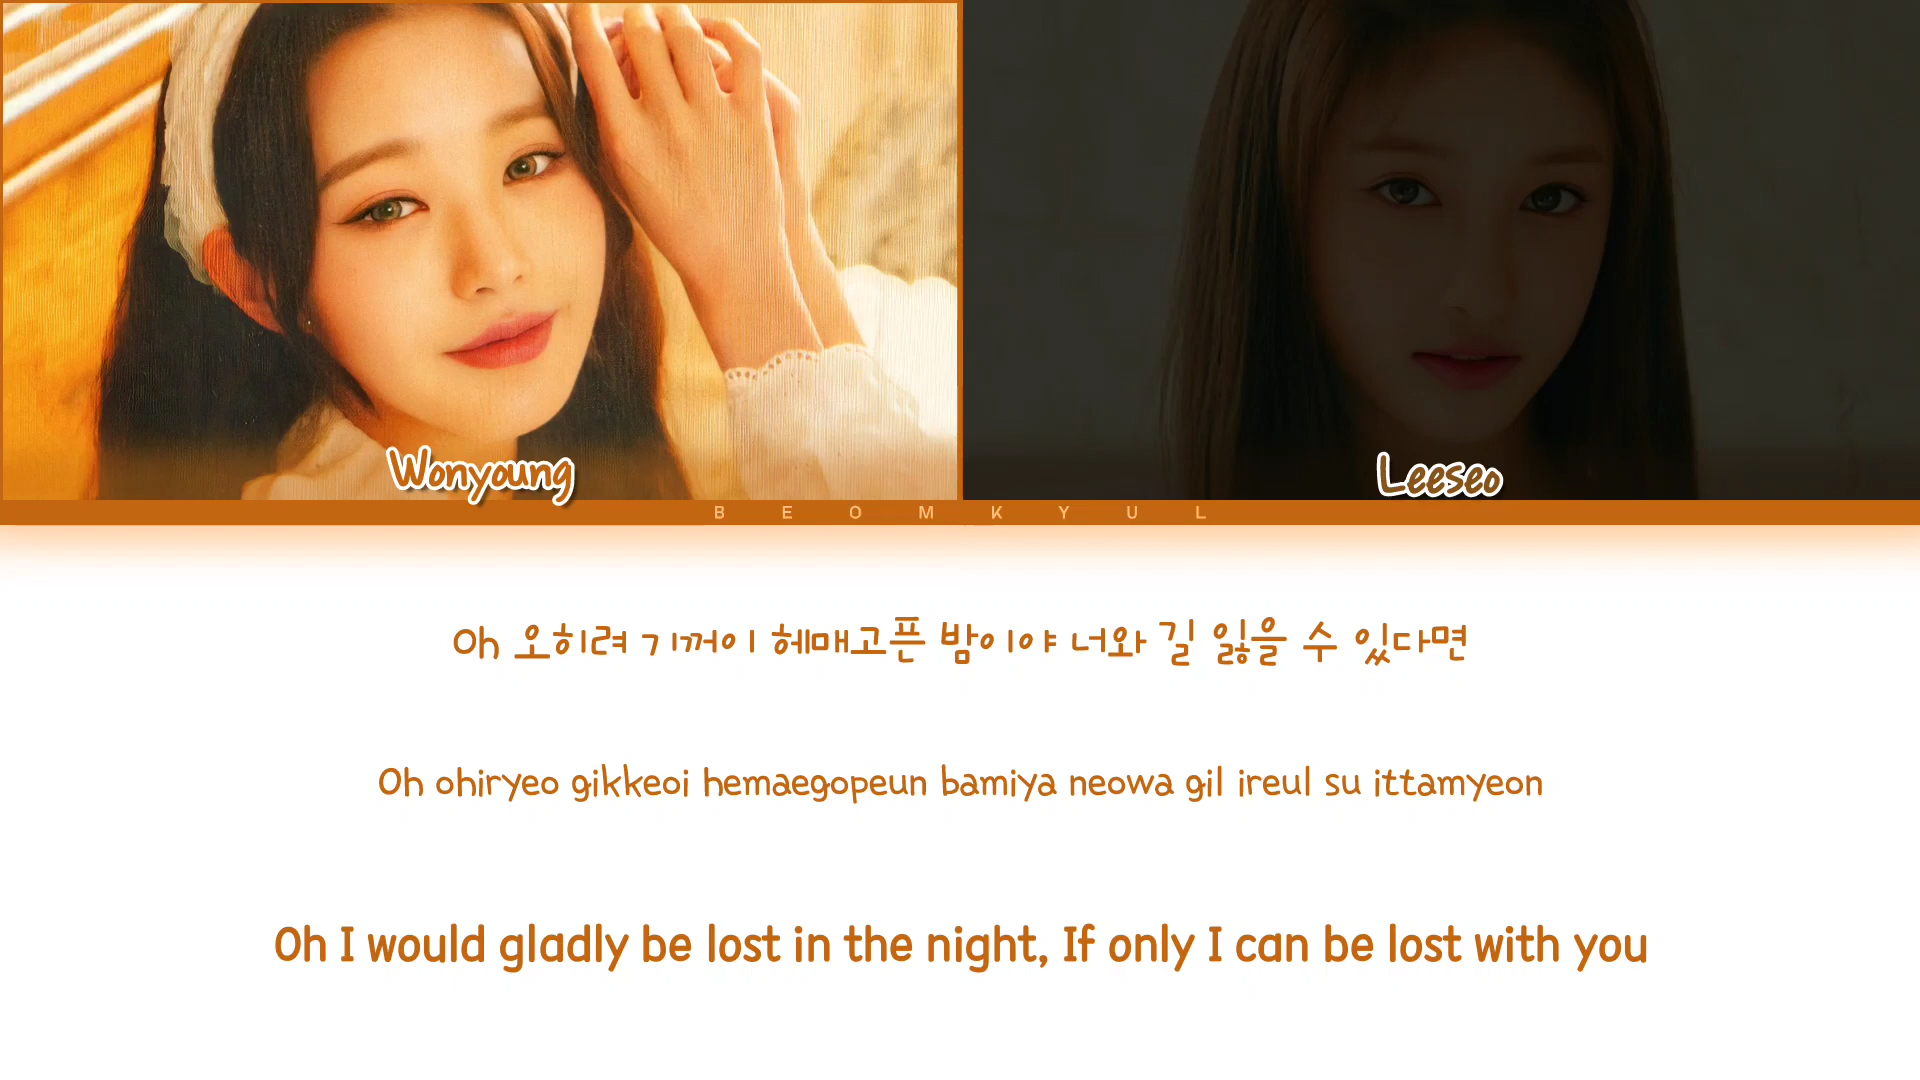 Wonyoung
Leeseo
BEOMKYUL
Oh 오히려 기꺼이 헤매고픈 밤이야 너와 길 잃을 수 있다면
Oh ohiryeo gikkeoi hemaegopeun bamiya neowa gil ireul su ittamyeon
Oh I would gladly be lost in the night, If only I can be lost with you